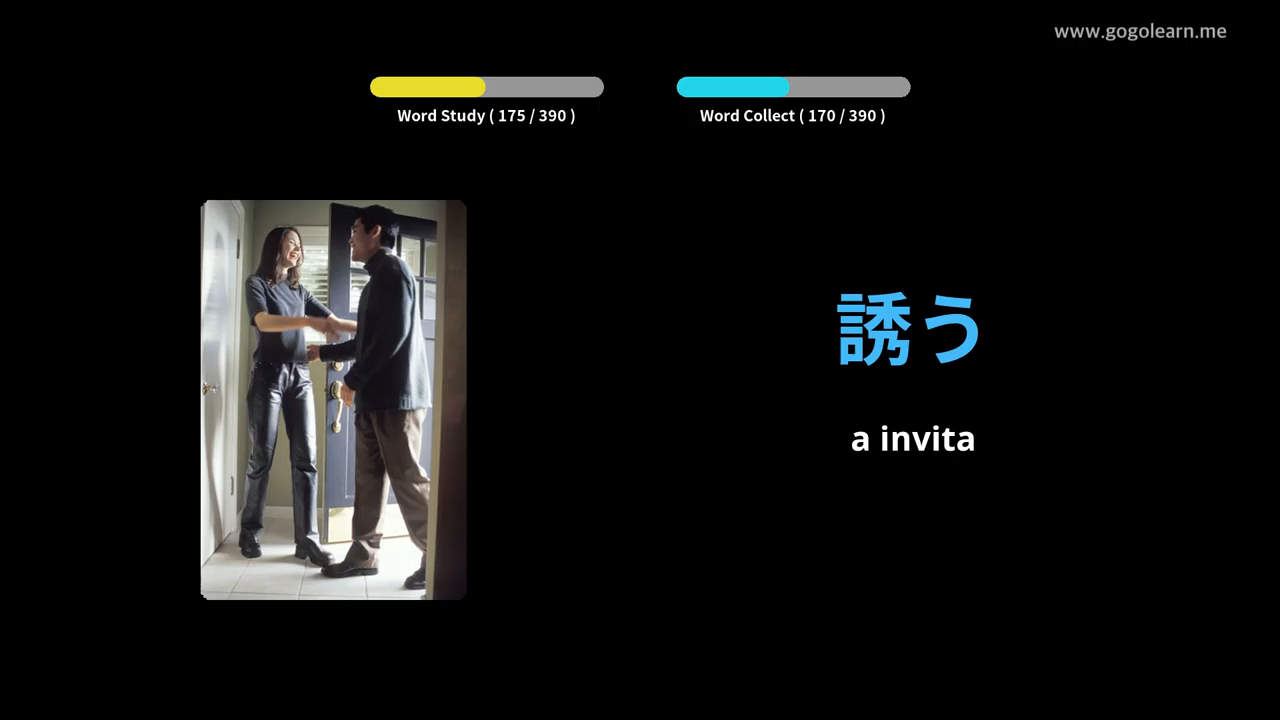 www.gogolearn.me
Word Study ( 175 / 390 )
Word Collect ( 170 / 390 )
誘う
a invita